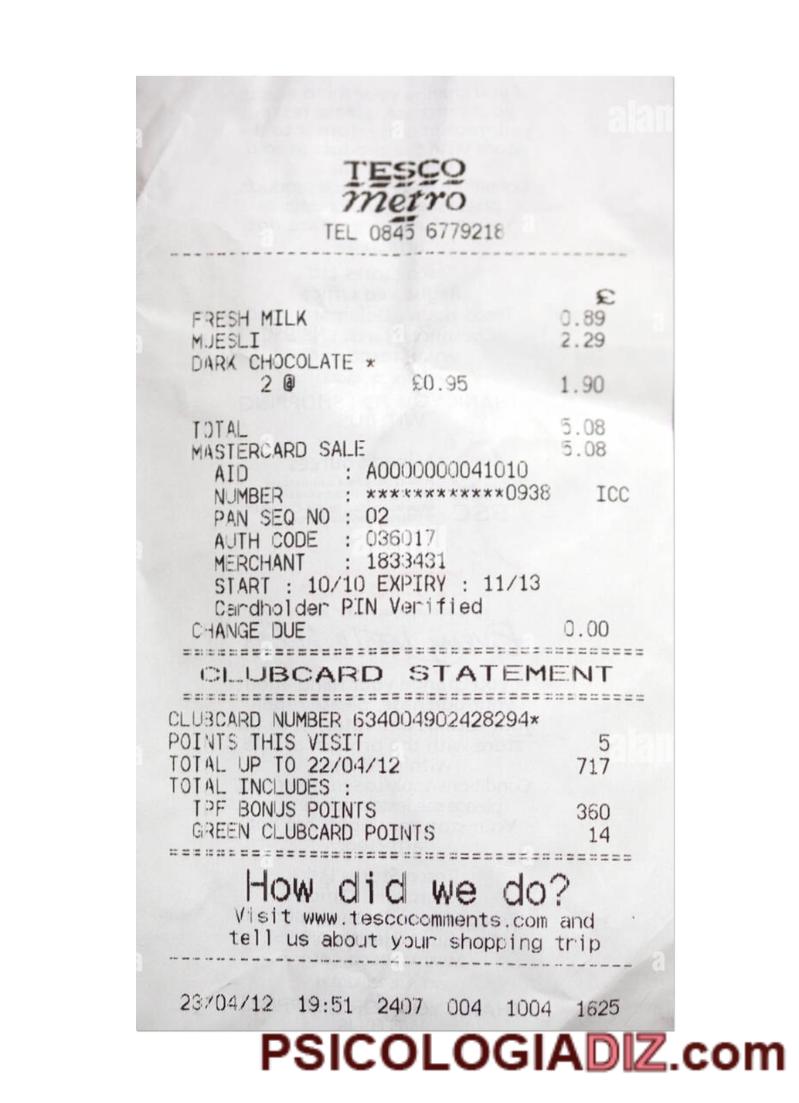 TESCO
metro
TEL 0845 6779218
£
FRESH MILK 0.89
MUESLI 2.29
DARK CHOCOLATE *
2 @ £0.95 1.90
TOTAL 5.08
MASTERCARD SALE 5.08
AID : A0000000041010
NUMBER : ************0938 ICC
PAN SEQ NO : 02
AUTH CODE : 036017
MERCHANT : 1833431
START : 10/10 EXPIRY : 11/13
Cardholder PIN Verified
CHANGE DUE 0.00
CLUBCARD STATEMENT
CLUBCARD NUMBER 634004902428294*
POINTS THIS VISIT 5
TOTAL UP TO 22/04/12 717
TOTAL INCLUDES :
TPF BONUS POINTS 360
GREEN CLUBCARD POINTS 14
How did we do?
Visit www.tescocomments.com and
tell us about your shopping trip
23/04/12 19:51 2407 004 1004 1625
PSICOLOGIADIZ.com